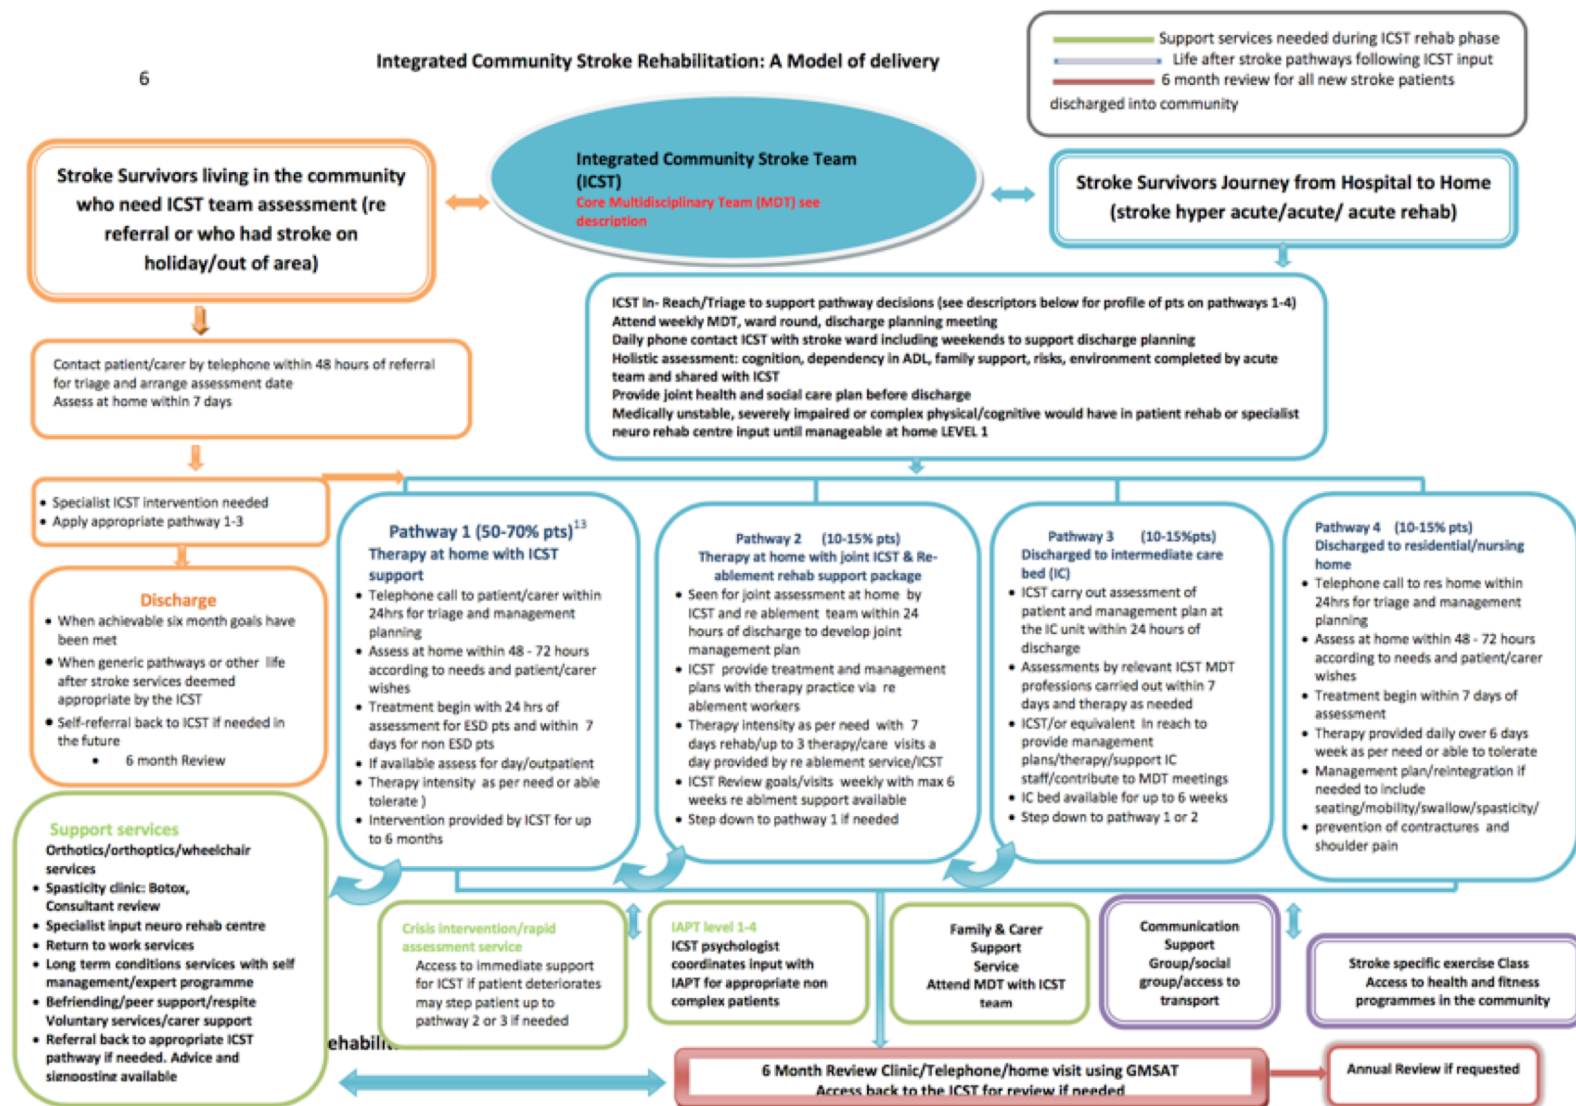 6
Integrated Community Stroke Rehabilitation: A Model of delivery
Support services needed during ICST rehab phase
Life after stroke pathways following ICST input
6 month review for all new stroke patients
discharged into community
Stroke Survivors living in the community
who need ICST team assessment (re
referral or who had stroke on
holiday/out of area)
Integrated Community Stroke Team
(ICST)
Core Multidisciplinary Team (MDT) see
description
Stroke Survivors Journey from Hospital to Home
(stroke hyper acute/acute/ acute rehab)
Contact patient/carer by telephone within 48 hours of referral
for triage and arrange assessment date
Assess at home within 7 days
ICST In- Reach/Triage to support pathway decisions (see descriptors below for profile of pts on pathways 1-4)
Attend weekly MDT, ward round, discharge planning meeting
Daily phone contact ICST with stroke ward including weekends to support discharge planning
Holistic assessment: cognition, dependency in ADL, family support, risks, environment completed by acute
team and shared with ICST
Provide joint health and social care plan before discharge
Medically unstable, severely impaired or complex physical/cognitive would have in patient rehab or specialist
neuro rehab centre input until manageable at home LEVEL 1
• Specialist ICST intervention needed
• Apply appropriate pathway 1-3
Discharge
• When achievable six month goals have
been met
• When generic pathways or other life
after stroke services deemed
appropriate by the ICST
• Self-referral back to ICST if needed in
the future
• 6 month Review
Pathway 1 (50-70% pts)13
Therapy at home with ICST
support
• Telephone call to patient/carer within
24hrs for triage and management
planning
• Assess at home within 48 - 72 hours
according to needs and patient/carer
wishes
• Treatment begin with 24 hrs of
assessment for ESD pts and within 7
days for non ESD pts
• If available assess for day/outpatient
• Therapy intensity as per need or able
tolerate )
• Intervention provided by ICST for up
to 6 months
Pathway 2 (10-15% pts)
Therapy at home with joint ICST & Re-
ablement rehab support package
• Seen for joint assessment at home by
ICST and re ablement team within 24
hours of discharge to develop joint
management plan
• ICST provide treatment and management
plans with therapy practice via re
ablement workers
• Therapy intensity as per need with 7
days rehab/up to 3 therapy/care visits a
day provided by re ablement service/ICST
• ICST Review goals/visits weekly with max 6
weeks re ablment support available
• Step down to pathway 1 if needed
Pathway 3 (10-15%pts)
Discharged to intermediate care
bed (IC)
• ICST carry out assessment of
patient and management plan at
the IC unit within 24 hours of
discharge
• Assessments by relevant ICST MDT
professions carried out within 7
days and therapy as needed
• ICST/or equivalent In reach to
provide management
plans/therapy/support IC
staff/contribute to MDT meetings
• IC bed available for up to 6 weeks
• Step down to pathway 1 or 2
Pathway 4 (10-15% pts)
Discharged to residential/nursing
home
• Telephone call to res home within
24hrs for triage and management
planning
• Assess at home within 48 - 72 hours
according to needs and patient/carer
wishes
• Treatment begin within 7 days of
assessment
• Therapy provided daily over 6 days
week as per need or able to tolerate
• Management plan/reintegration if
needed to include
seating/mobility/swallow/spasticity/
• prevention of contractures and
shoulder pain
Support services
Orthotics/orthoptics/wheelchair
services
• Spasticity clinic: Botox,
Consultant review
• Specialist input neuro rehab centre
• Return to work services
• Long term conditions services with self
management/expert programme
• Befriending/peer support/respite
Voluntary services/carer support
• Referral back to appropriate ICST
pathway if needed. Advice and
signposting available
Crisis intervention/rapid
assessment service
Access to immediate support
for ICST if patient deteriorates
may step patient up to
pathway 2 or 3 if needed
IAPT level 1-4
ICST psychologist
coordinates input with
IAPT for appropriate non
complex patients
Family & Carer
Support
Service
Attend MDT with ICST
team
Communication
Support
Group/social
group/access to
transport
Stroke specific exercise Class
Access to health and fitness
programmes in the community
ehabilit
6 Month Review Clinic/Telephone/home visit using GMSAT
Access back to the ICST for review if needed
Annual Review if requested